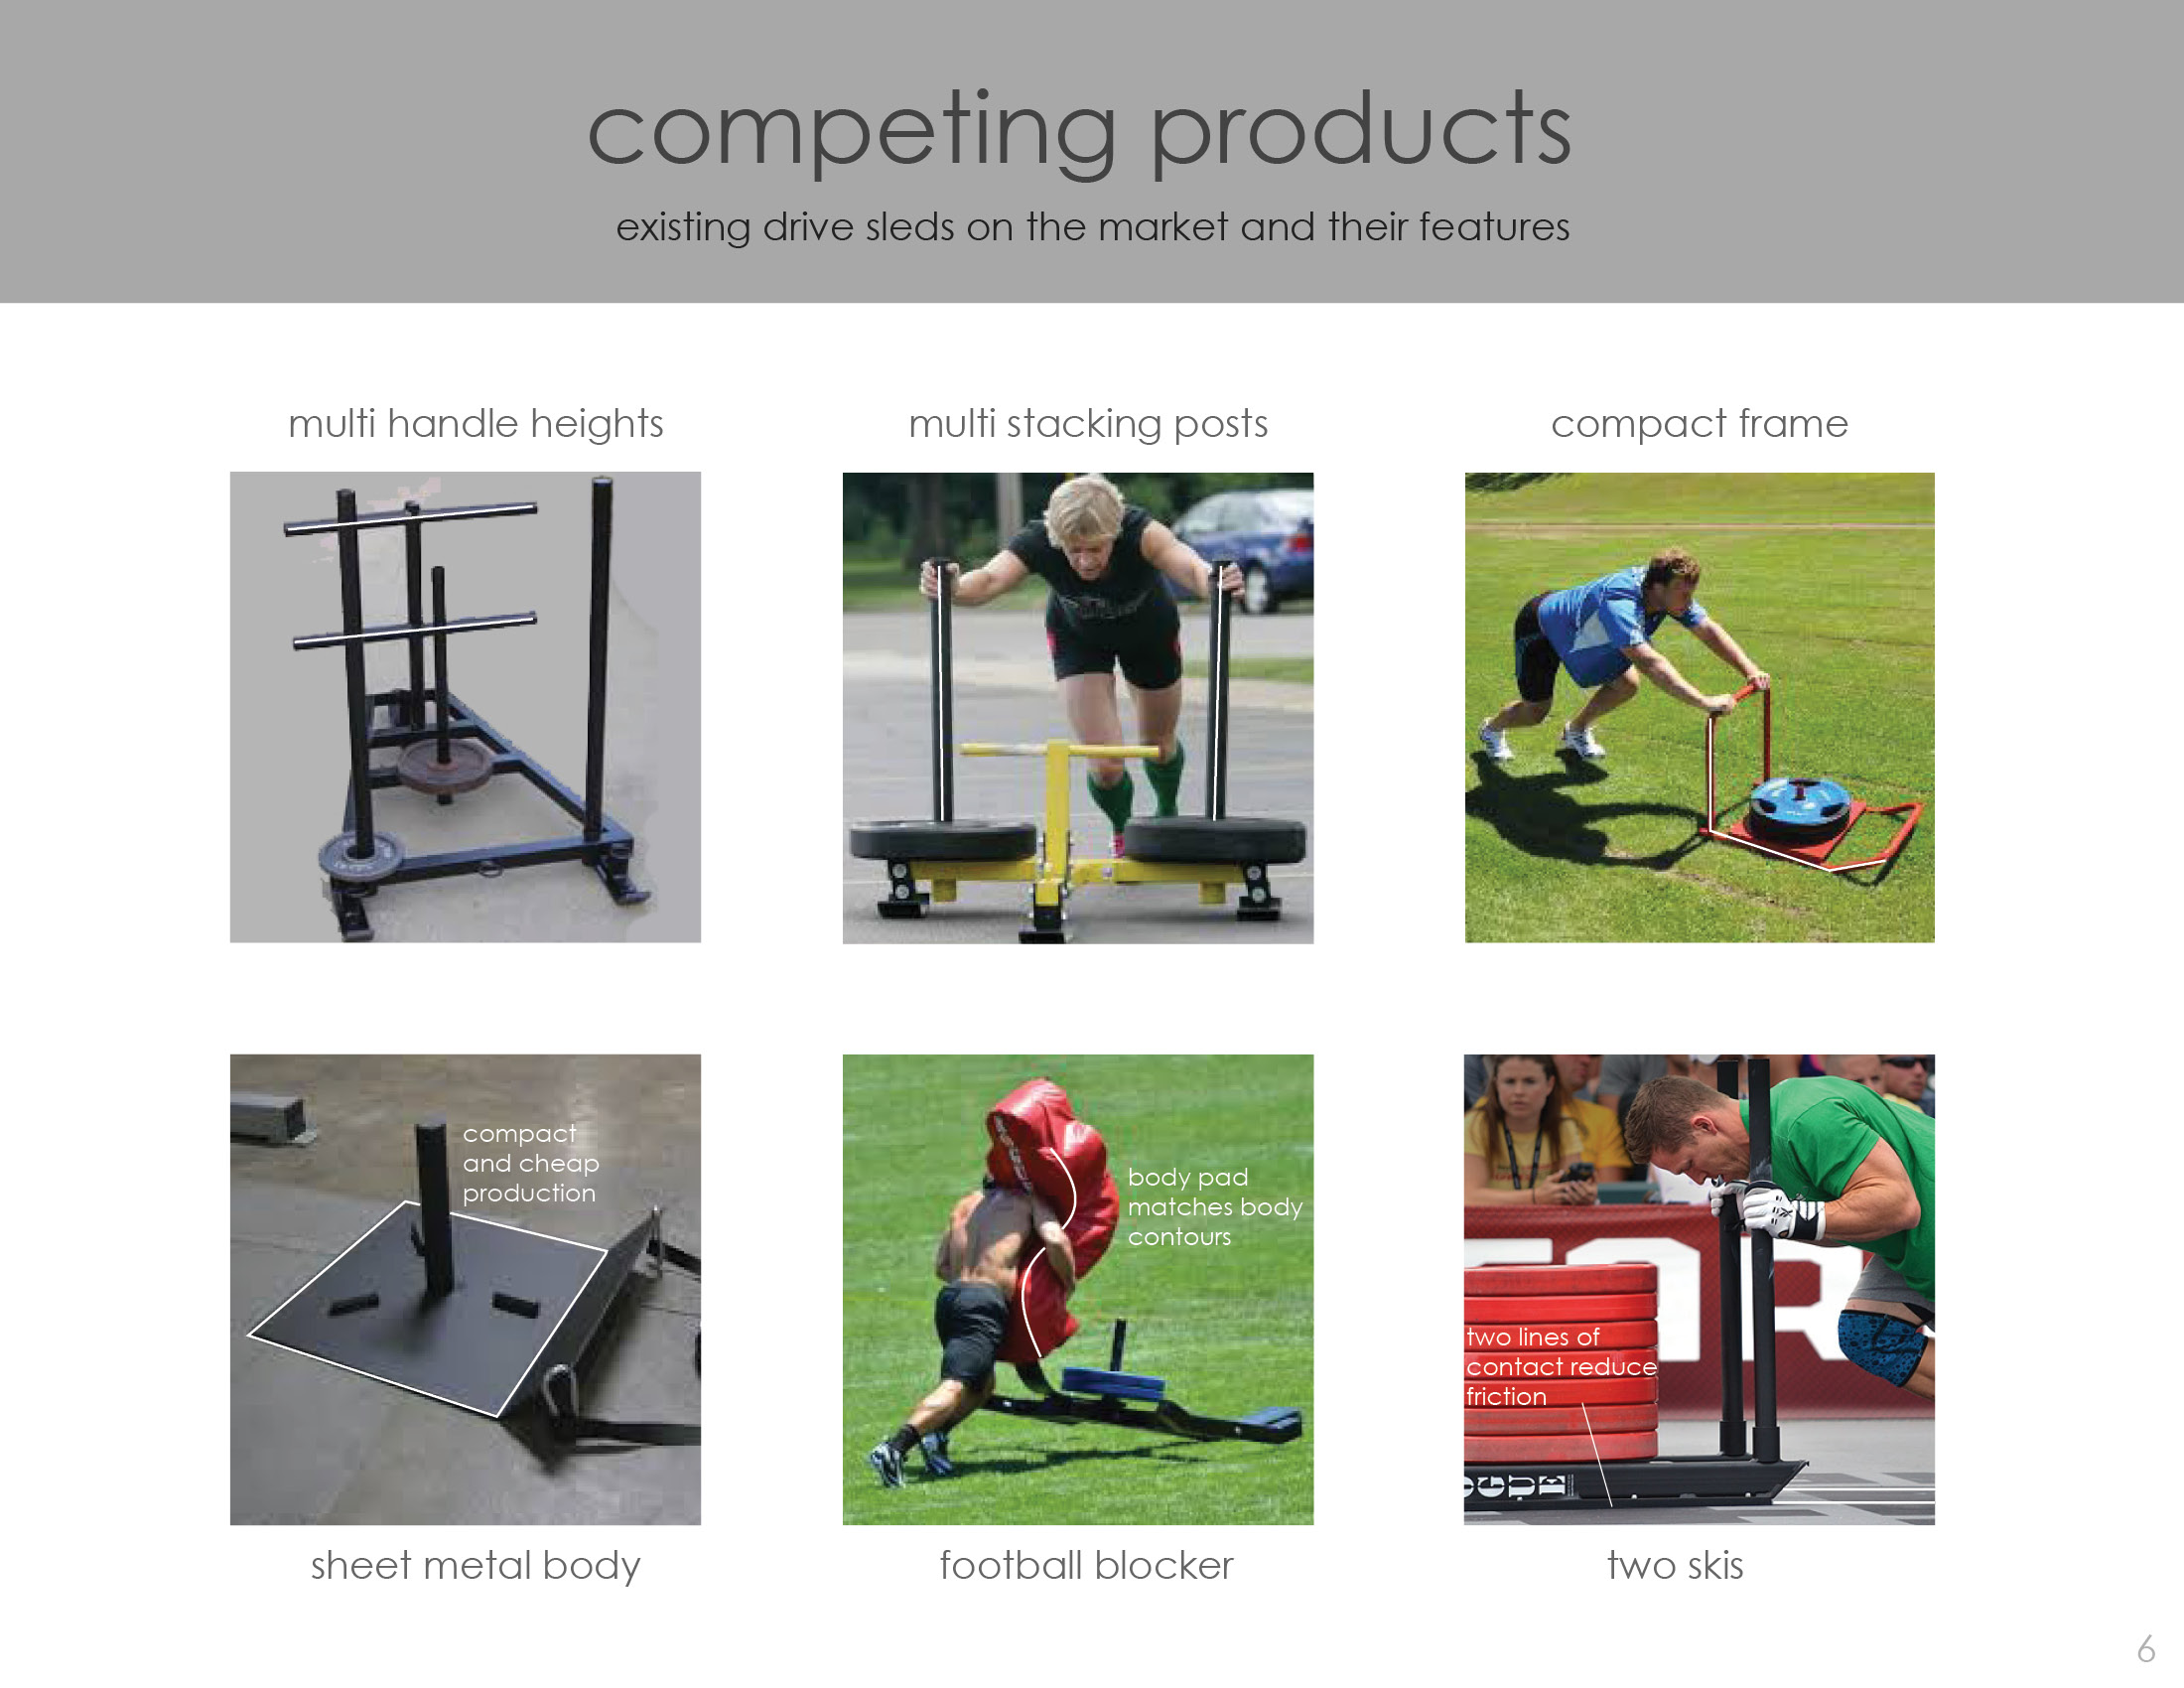 competing products
existing drive sleds on the market and their features
multi handle heights
multi stacking posts
compact frame
compact
and cheap
production
body pad
matches body
contours
two lines of
contact reduce
friction
OGUE
sheet metal body
football blocker
two skis
6